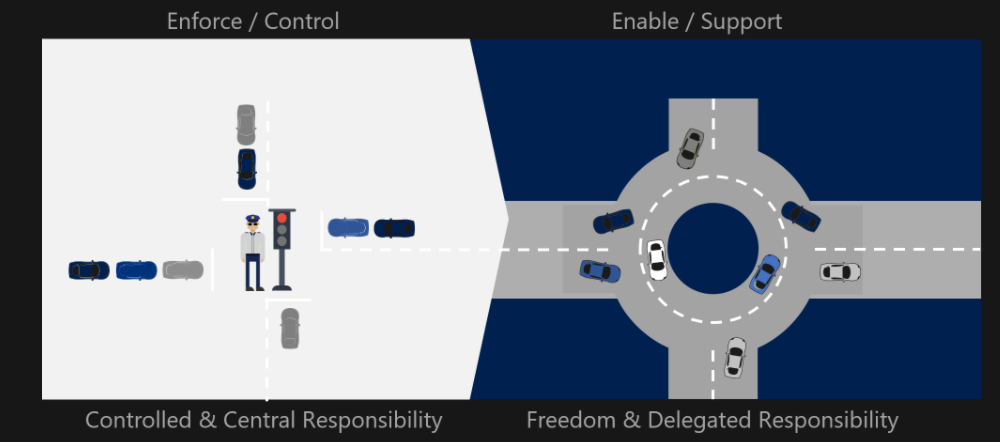 Enforce / Control
Enable / Support
Controlled & Central Responsibility
Freedom & Delegated Responsibility